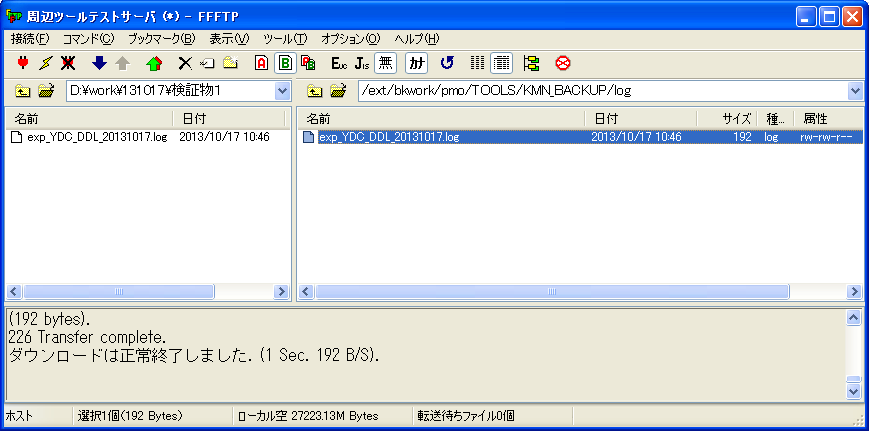 周辺ツールテストサーバ (*) - FFFTP
接続(F) コマンド(C) ブックマーク(B) 表示(V) ツール(T) オプション(O) ヘルプ(H)
A B EUC JIS 無 カナ
D:¥work¥131017¥検証物1 /ext/bkwork/pmo/TOOLS/KMN_BACKUP/log
名前 日付 名前 日付 サイズ 種... 属性
exp_YDC_DDL_20131017.log 2013/10/17 10:46 exp_YDC_DDL_20131017.log 2013/10/17 10:46 192 log rw-rw-r--
(192 bytes).
226 Transfer complete.
ダウンロードは正常終了しました. (1 Sec. 192 B/S).
ホスト 選択1個(192 Bytes) ローカル空 27223.13M Bytes 転送待ちファイル0個